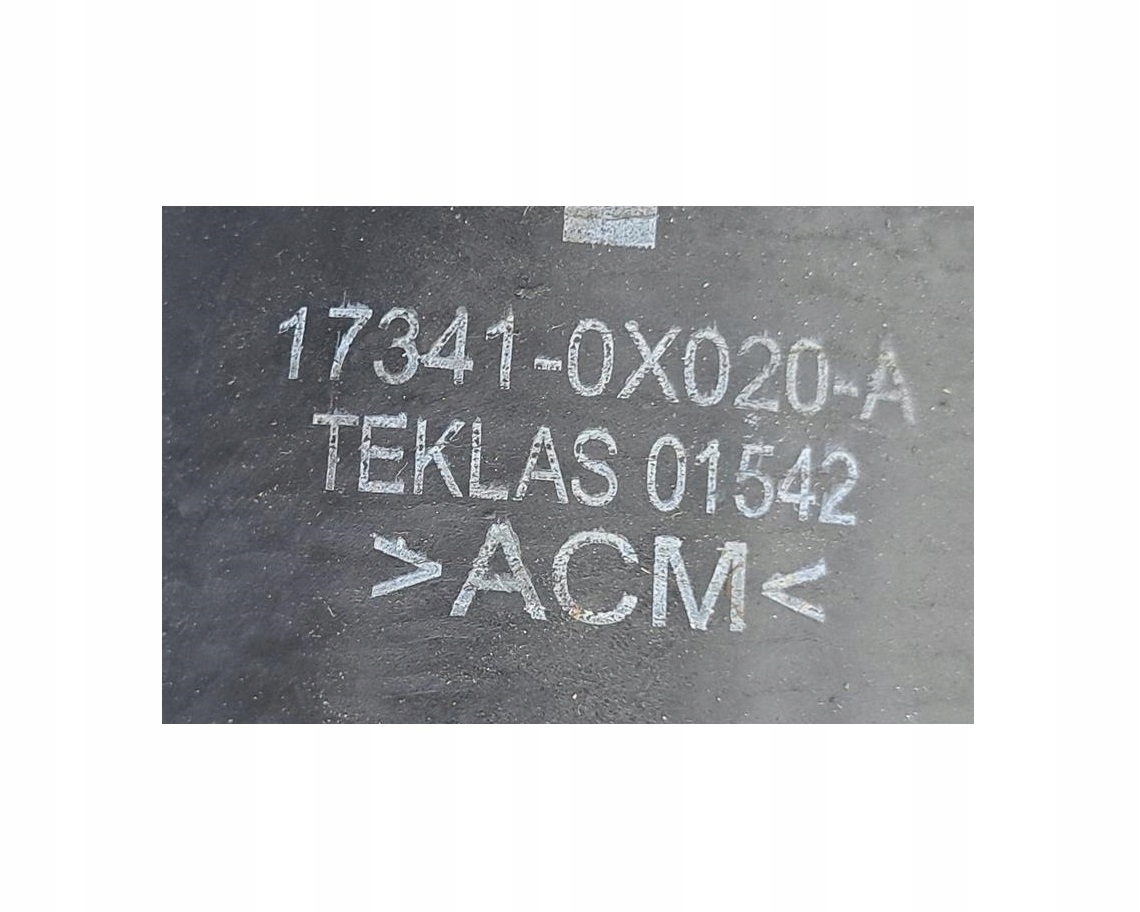 17341-0X020-A
TEKLAS 01542
>ACM<